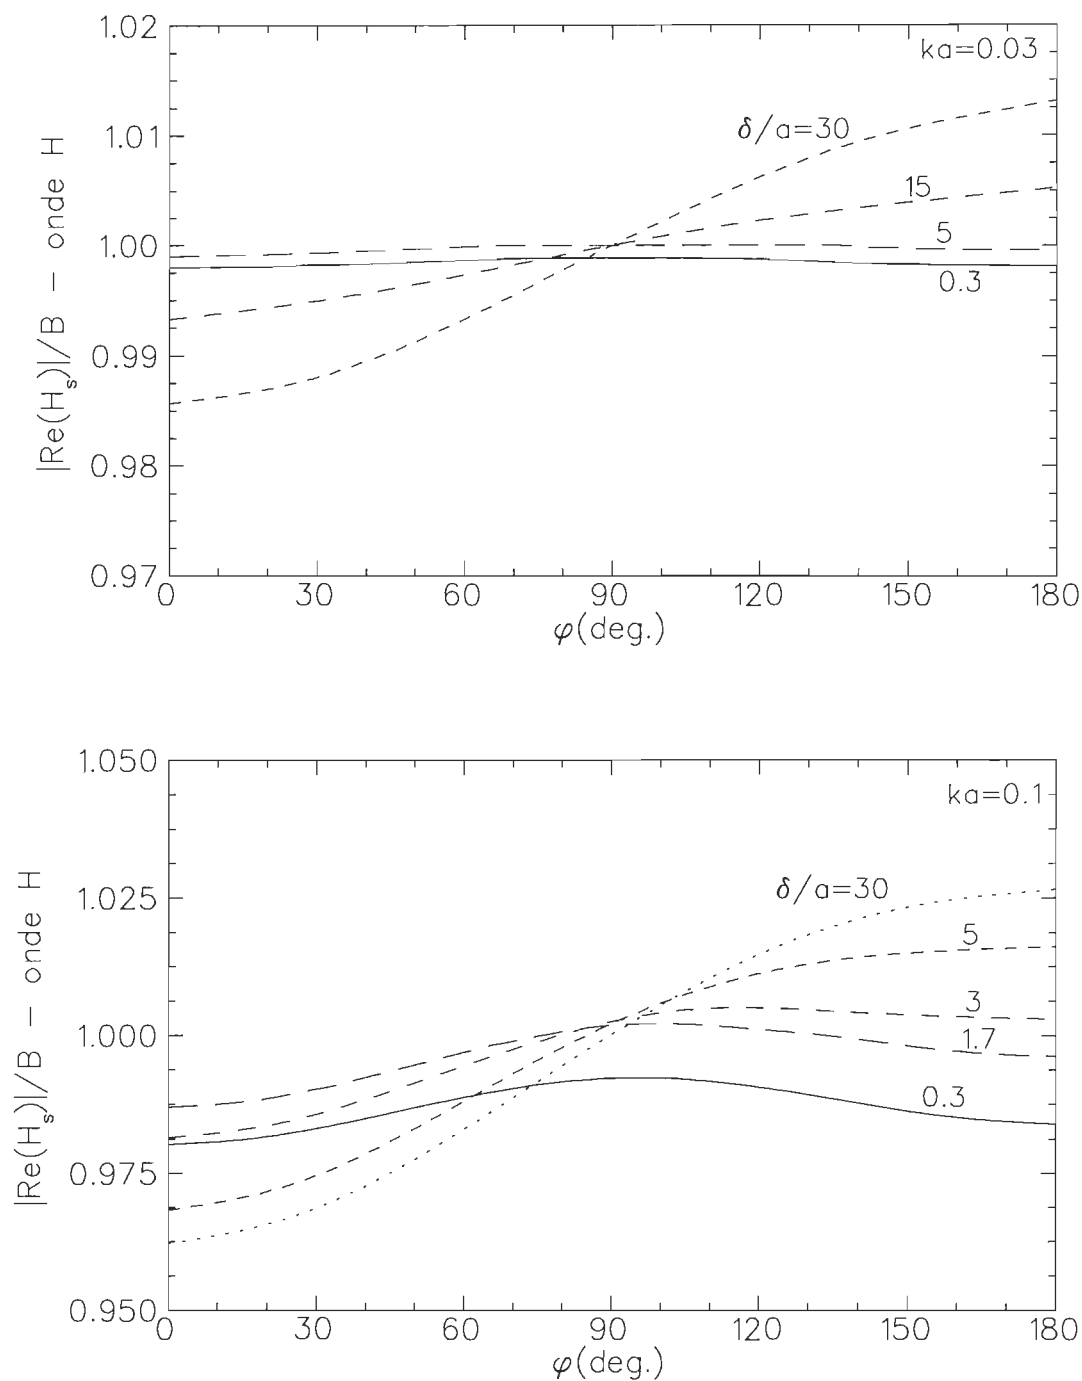 1.02
ka=0.03
δ/a=30
1.01
15
5
1.00
0.3
0.99
0.98
0.97
|Re(H_s)|/B – onde H
0 30 60 90 120 150 180
φ(deg.)
1.050
ka=0.1
δ/a=30
1.025
5
3
1.000
1.7
0.3
0.975
0.950
|Re(H_s)|/B – onde H
0 30 60 90 120 150 180
φ(deg.)